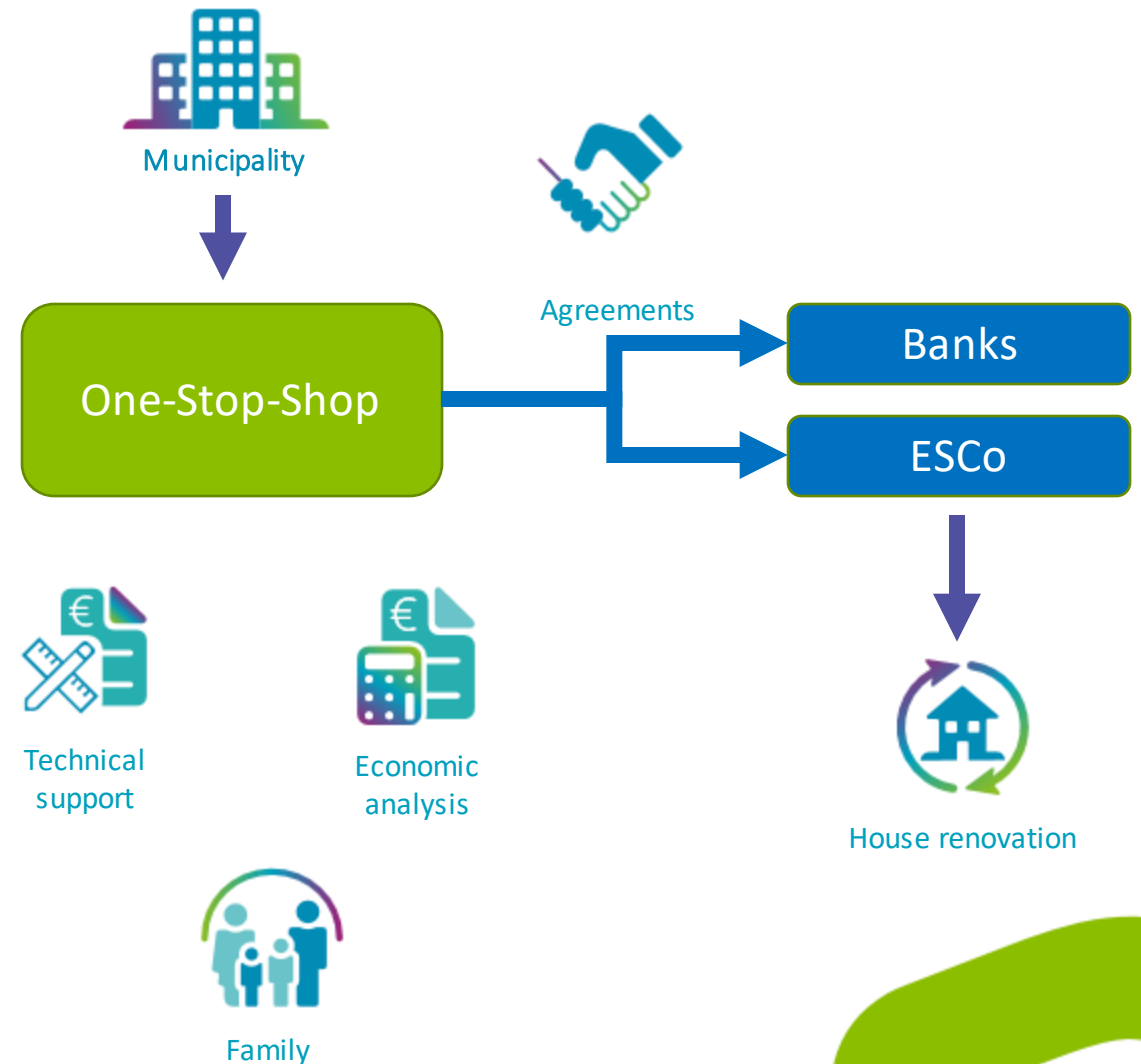 Municipality
Agreements
One-Stop-Shop
Banks
ESCo
€
€
Technical
support
Economic
analysis
House renovation
Family